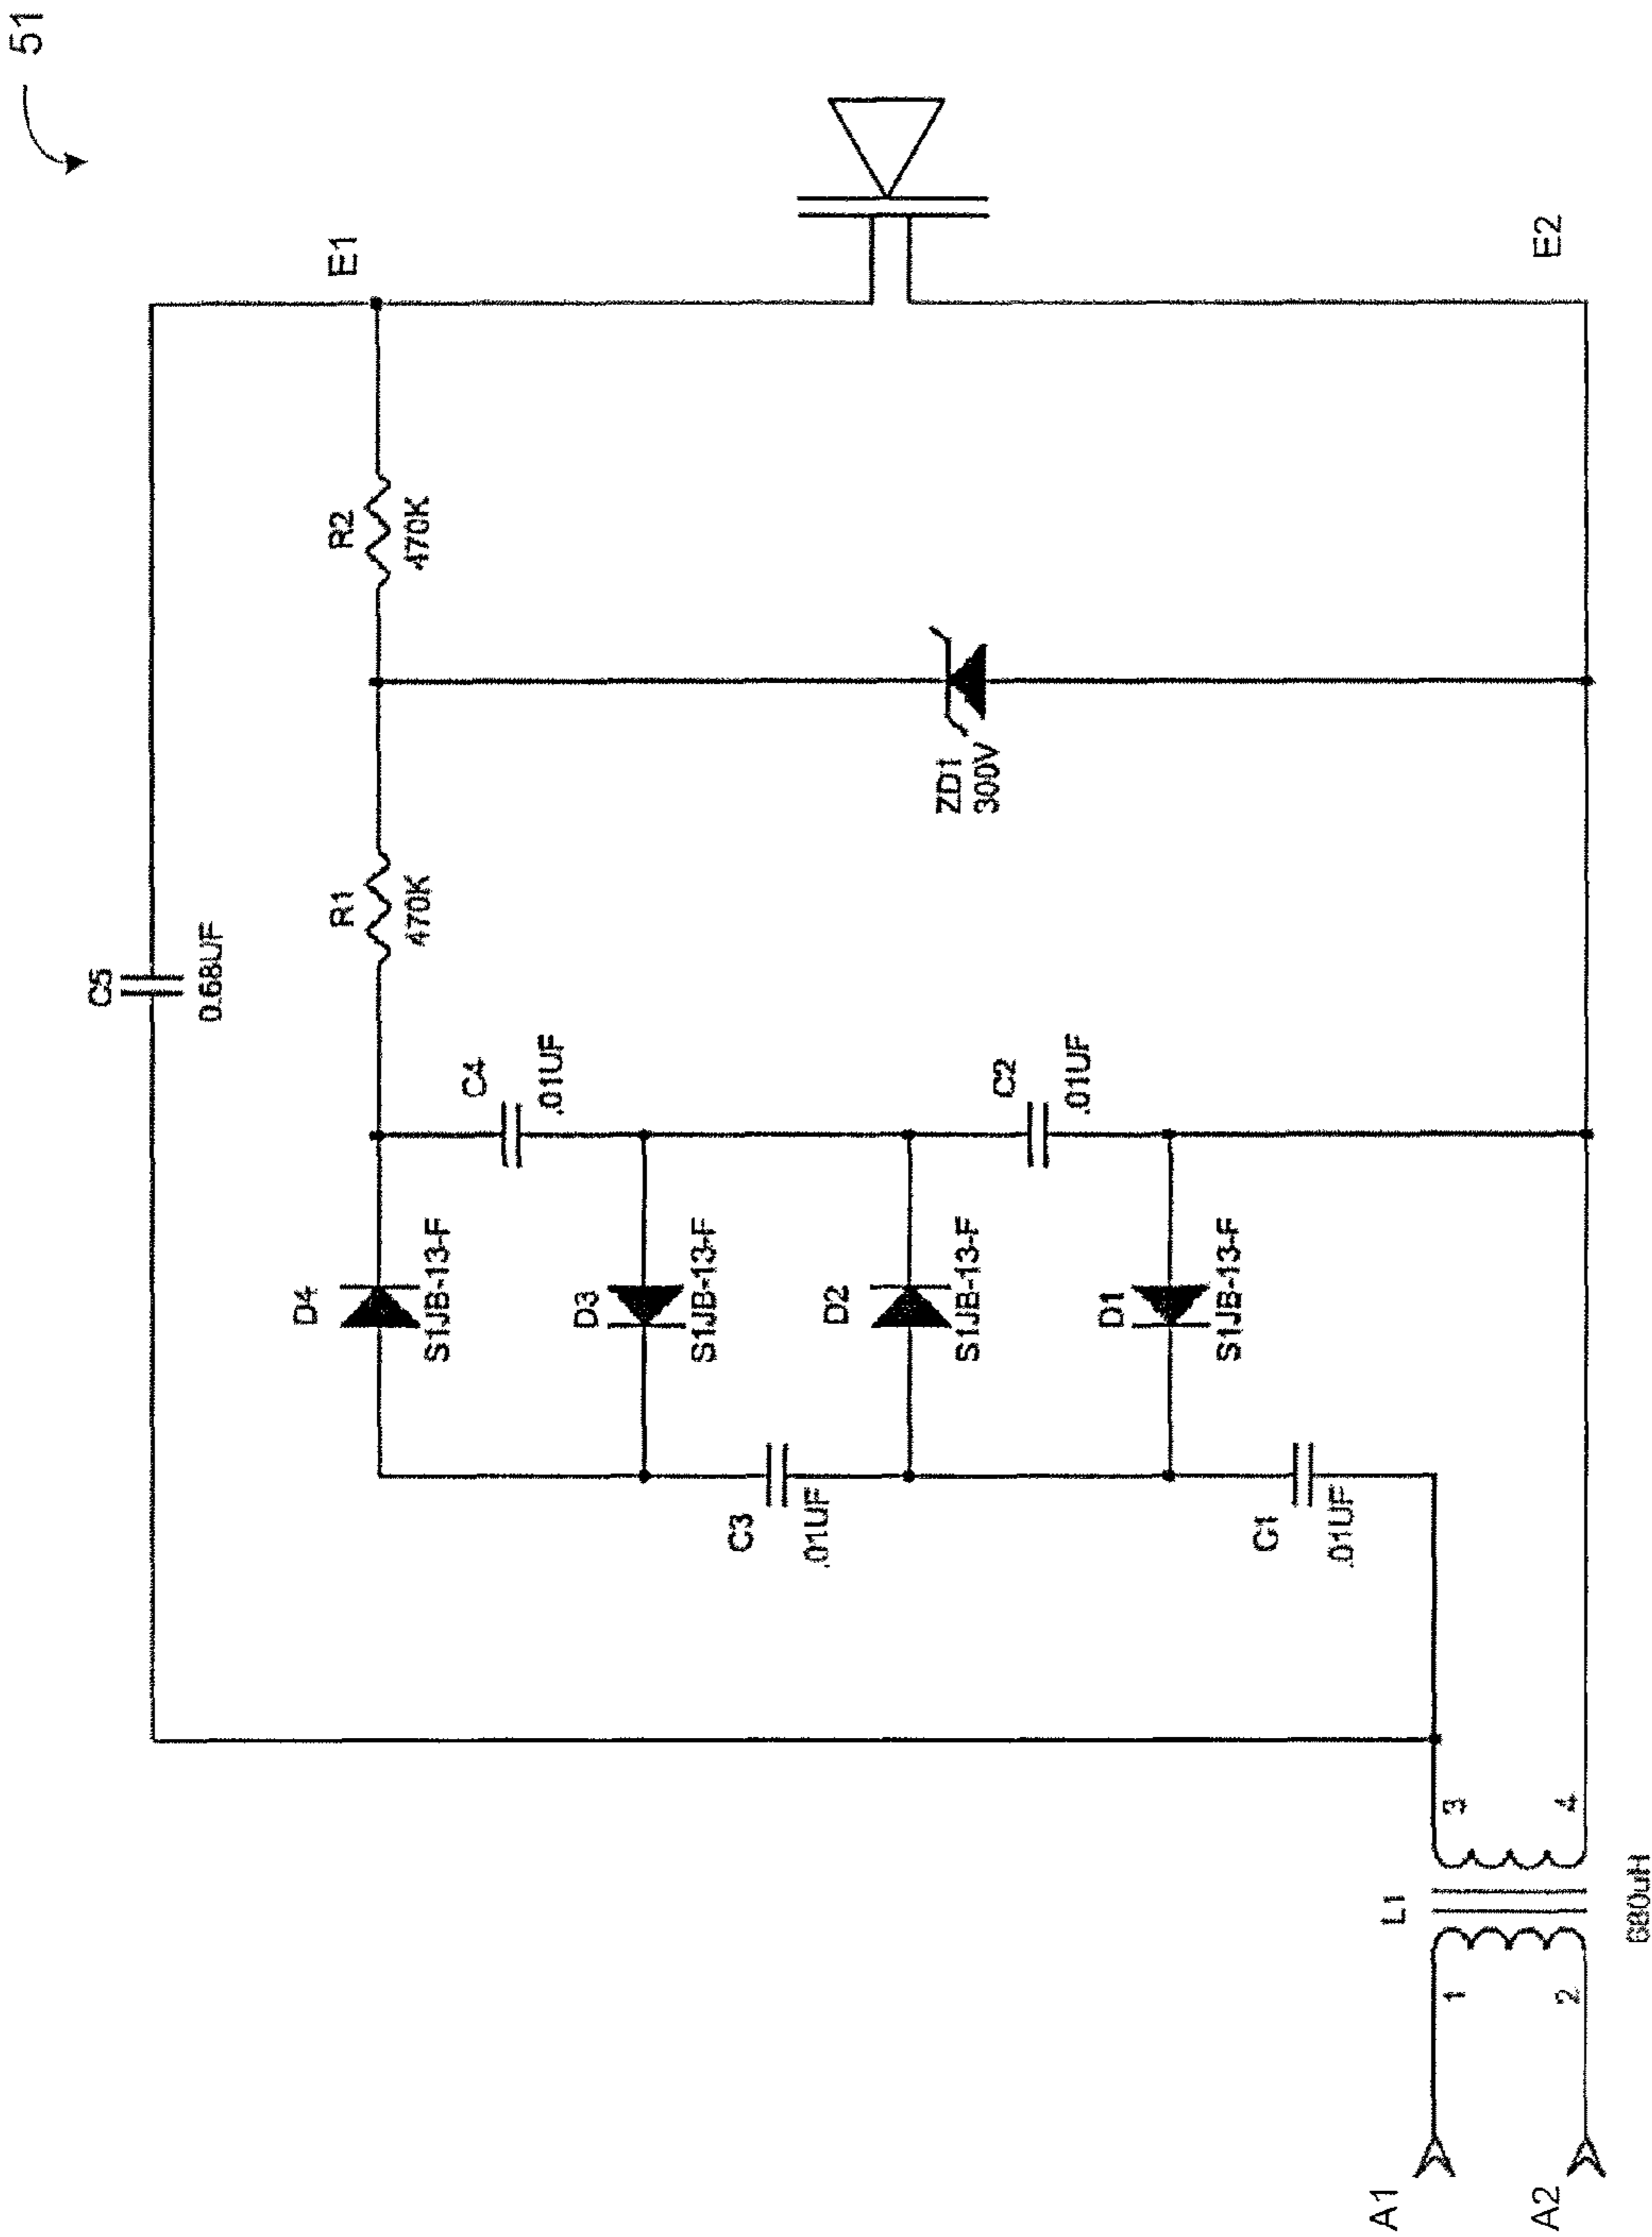 51
C5
0.68UF
E1
R2
470K
R1
470K
ZD1
300V
E2
C4
.01UF
C2
.01UF
D4
S1JB-13-F
D3
S1JB-13-F
D2
S1JB-13-F
D1
S1JB-13-F
C3
.01UF
C1
.01UF
3
4
L1
680uH
1
2
A1
A2